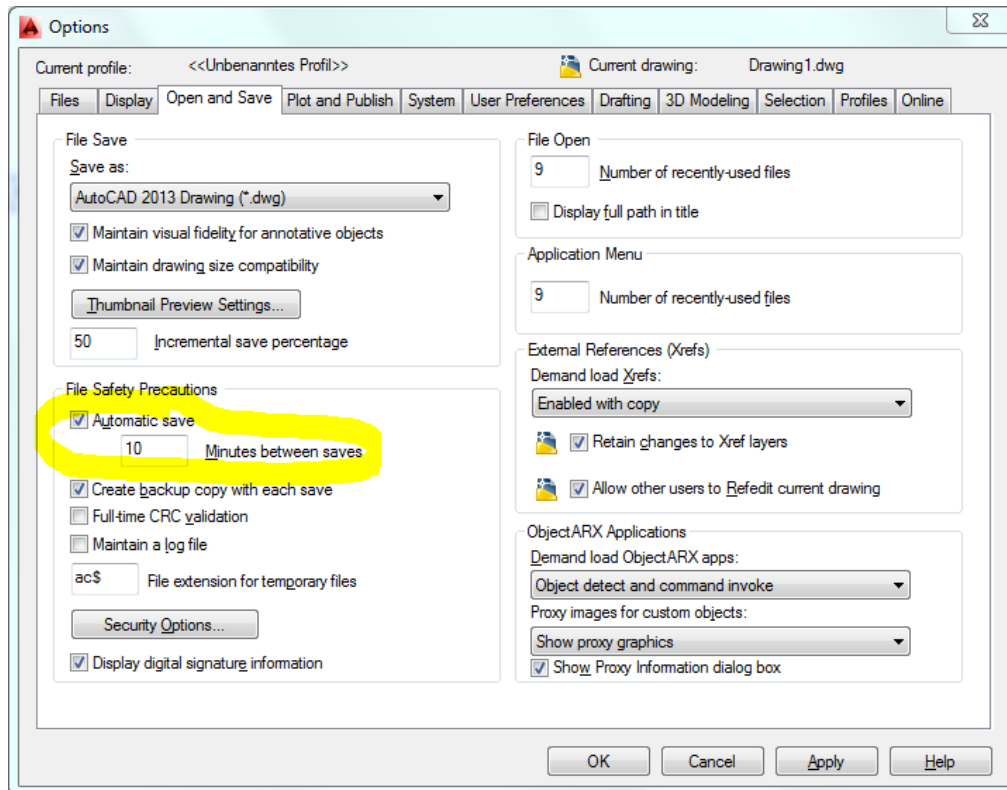 Options
Current profile: <<Unbenanntes Profil>> Current drawing: Drawing1.dwg
Files Display Open and Save Plot and Publish System User Preferences Drafting 3D Modeling Selection Profiles Online
File Save
Save as:
AutoCAD 2013 Drawing (*.dwg)
Maintain visual fidelity for annotative objects
Maintain drawing size compatibility
Thumbnail Preview Settings...
50 Incremental save percentage
File Safety Precautions
Automatic save
10 Minutes between saves
Create backup copy with each save
Full-time CRC validation
Maintain a log file
ac$ File extension for temporary files
Security Options...
Display digital signature information
File Open
9 Number of recently-used files
Display full path in title
Application Menu
9 Number of recently-used files
External References (Xrefs)
Demand load Xrefs:
Enabled with copy
Retain changes to Xref layers
Allow other users to Refedit current drawing
ObjectARX Applications
Demand load ObjectARX apps:
Object detect and command invoke
Proxy images for custom objects:
Show proxy graphics
Show Proxy Information dialog box
OK Cancel Apply Help